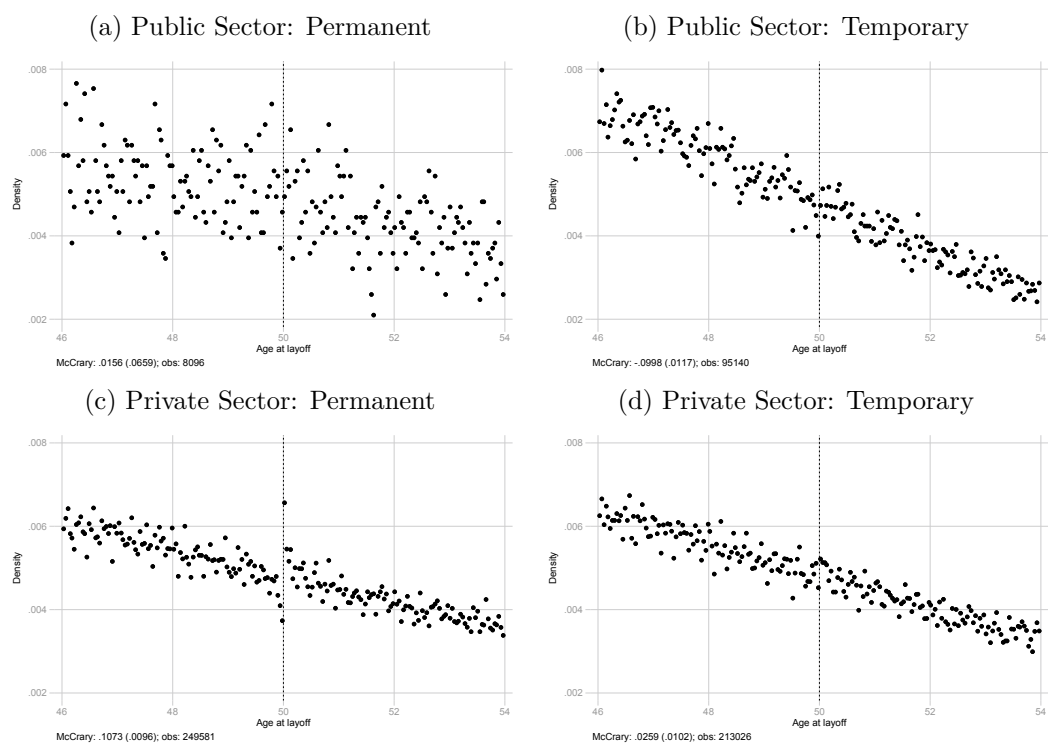 (a) Public Sector: Permanent
.008
.006
.004
.002
Density
46 48 50 52 54
Age at layoff
McCrary: .0156 (.0659); obs: 8096
(b) Public Sector: Temporary
.008
.006
.004
.002
Density
46 48 50 52 54
Age at layoff
McCrary: -.0998 (.0117); obs: 95140
(c) Private Sector: Permanent
.008
.006
.004
.002
Density
46 48 50 52 54
Age at layoff
McCrary: .1073 (.0096); obs: 249581
(d) Private Sector: Temporary
.008
.006
.004
.002
Density
46 48 50 52 54
Age at layoff
McCrary: .0259 (.0102); obs: 213026